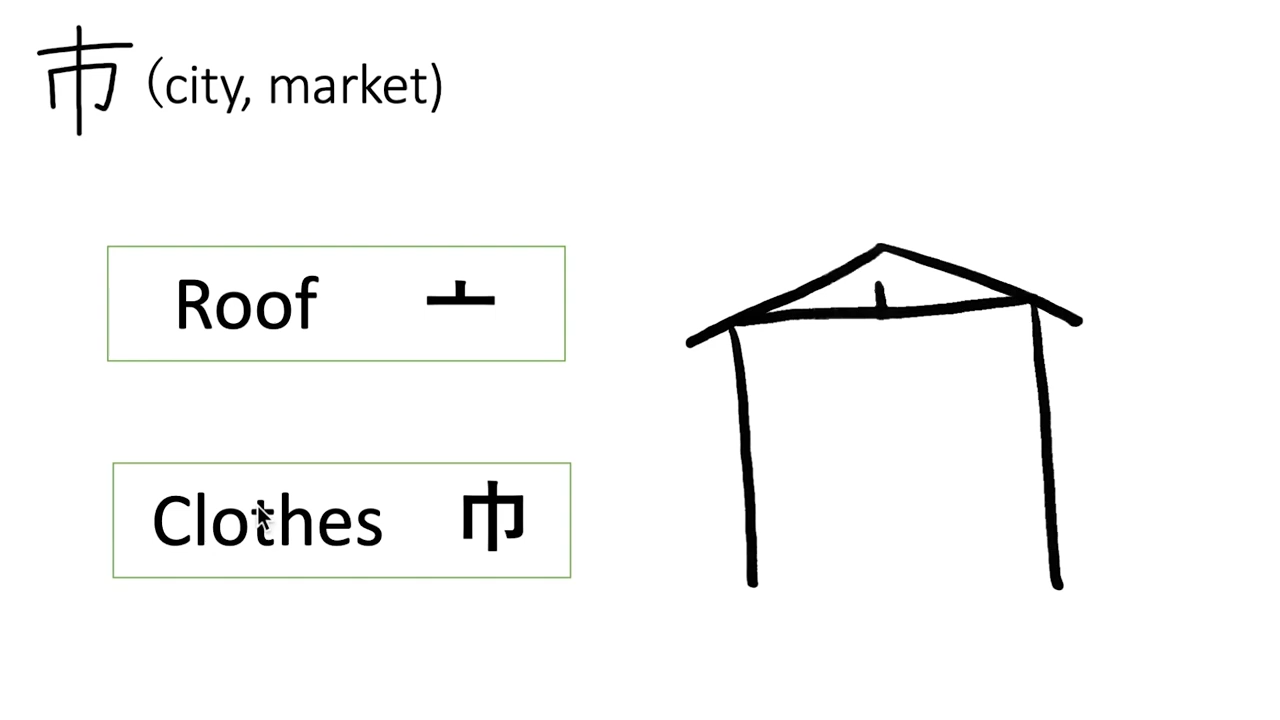 市 (city, market)
Roof 亠
Clothes 巾